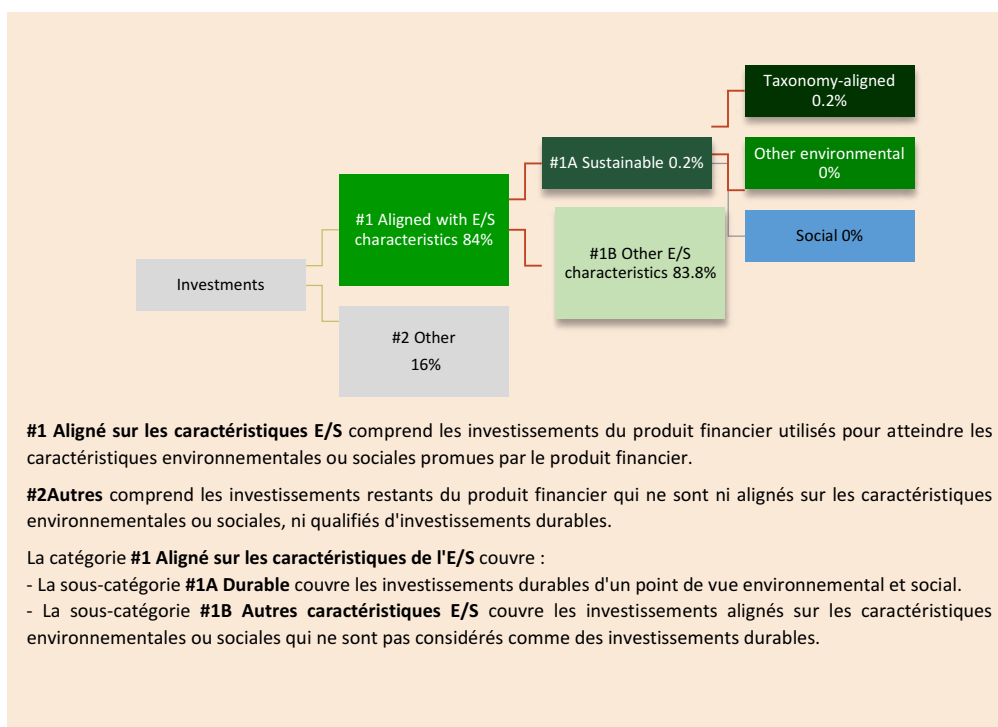 Taxonomy-aligned
0.2%
#1A Sustainable 0.2%
Other environmental
0%
#1 Aligned with E/S
characteristics 84%
Social 0%
#1B Other E/S
characteristics 83.8%
Investments
#2 Other
16%
#1 Aligné sur les caractéristiques E/S comprend les investissements du produit financier utilisés pour atteindre les
caractéristiques environnementales ou sociales promues par le produit financier.
#2Autres comprend les investissements restants du produit financier qui ne sont ni alignés sur les caractéristiques
environnementales ou sociales, ni qualifiés d'investissements durables.
La catégorie #1 Aligné sur les caractéristiques de l'E/S couvre :
- La sous-catégorie #1A Durable couvre les investissements durables d'un point de vue environnemental et social.
- La sous-catégorie #1B Autres caractéristiques E/S couvre les investissements alignés sur les caractéristiques
environnementales ou sociales qui ne sont pas considérés comme des investissements durables.